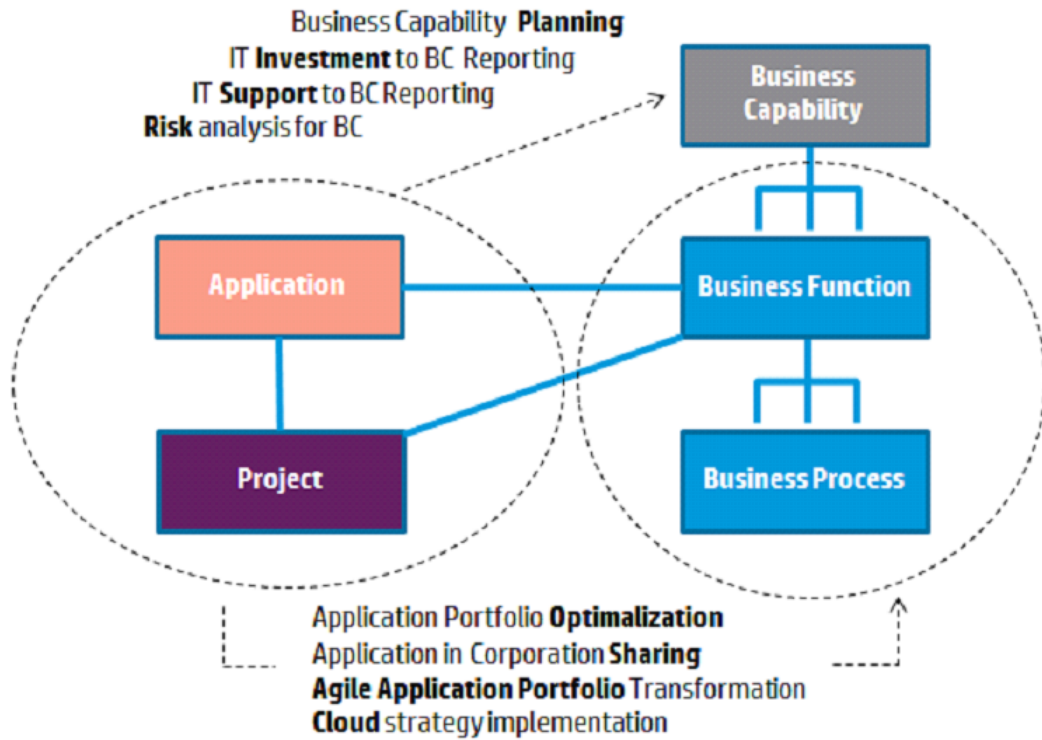 Business Capability Planning
IT Investment to BC Reporting
IT Support to BC Reporting
Risk analysis for BC
Business
Capability
Application
Business Function
Project
Business Process
Application Portfolio Optimalization
Application in Corporation Sharing
Agile Application Portfolio Transformation
Cloud strategy implementation